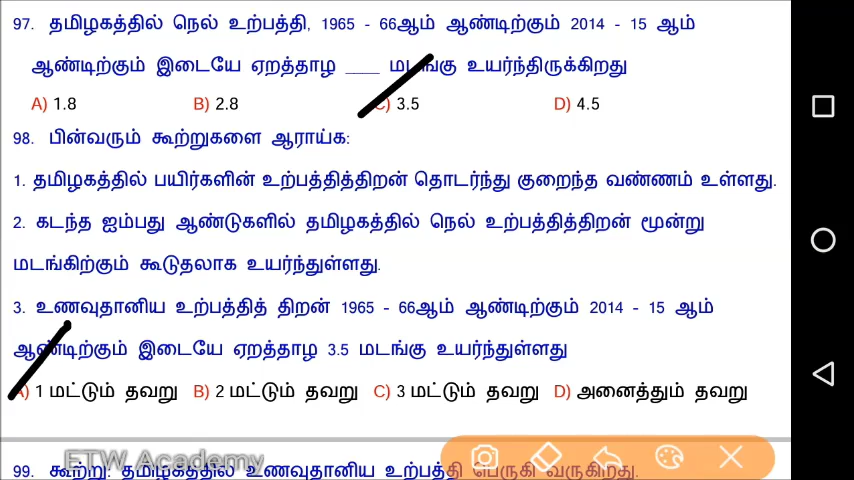 97. தமிழகத்தில் நெல் உற்பத்தி, 1965 - 66ஆம் ஆண்டிற்கும் 2014 - 15 ஆம்
ஆண்டிற்கும் இடையே ஏறத்தாழ ____ மடங்கு உயர்ந்திருக்கிறது
A) 1.8 B) 2.8 C) 3.5 D) 4.5
98. பின்வரும் கூற்றுகளை ஆராய்க:
1. தமிழகத்தில் பயிர்களின் உற்பத்தித்திறன் தொடர்ந்து குறைந்த வண்ணம் உள்ளது.
2. கடந்த ஐம்பது ஆண்டுகளில் தமிழகத்தில் நெல் உற்பத்தித்திறன் மூன்று
மடங்கிற்கும் கூடுதலாக உயர்ந்துள்ளது.
3. உணவுதானிய உற்பத்தித் திறன் 1965 - 66ஆம் ஆண்டிற்கும் 2014 - 15 ஆம்
ஆண்டிற்கும் இடையே ஏறத்தாழ 3.5 மடங்கு உயர்ந்துள்ளது
A) 1 மட்டும் தவறு B) 2 மட்டும் தவறு C) 3 மட்டும் தவறு D) அனைத்தும் தவறு
ETW Academy
99. கூற்று: தமிழகத்தில் உணவுதானிய உற்பத்தி பெருகி வருகிறது.